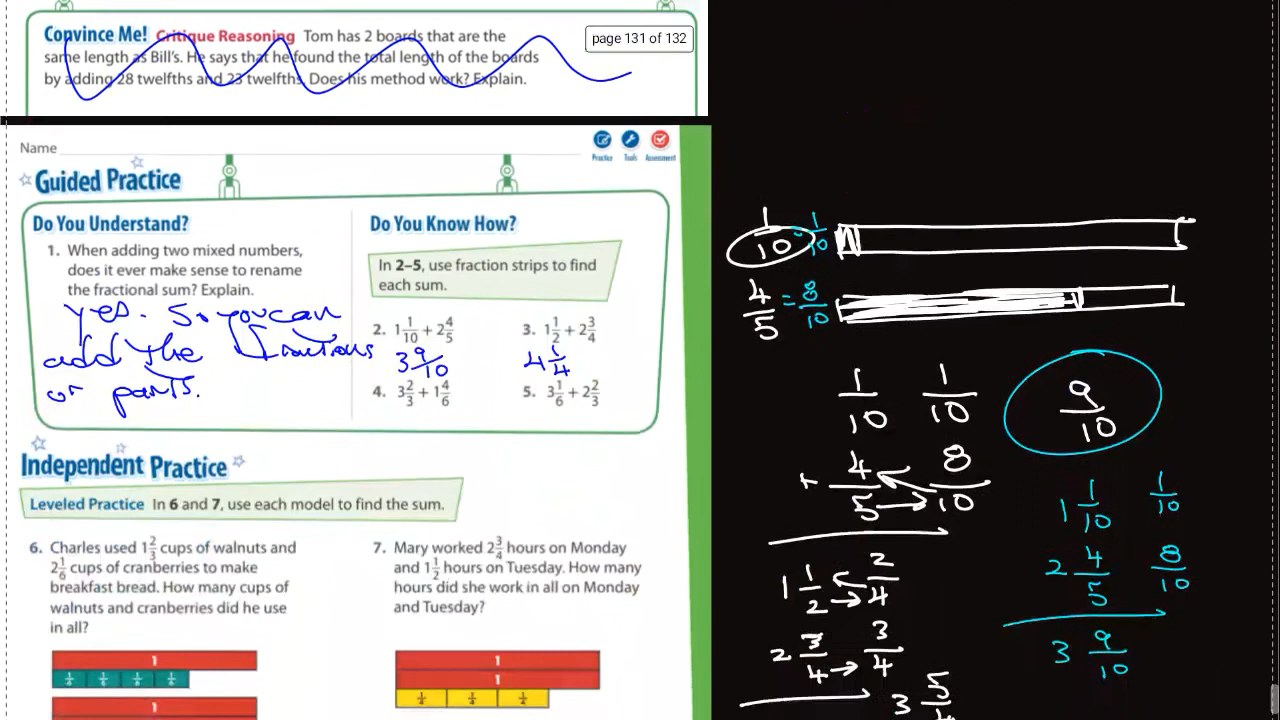 Convince Me! Critique Reasoning Tom has 2 boards that are the
same length as Bill's. He says that he found the total length of the boards
by adding 28 twelfths and 23 twelfths. Does his method work? Explain.
page 131 of 132
Name
Practice Tools Assessment
Guided Practice
Do You Understand?
1. When adding two mixed numbers,
does it ever make sense to rename
the fractional sum? Explain.
yes. So you can
add the fractions
or parts.
Do You Know How?
In 2–5, use fraction strips to find
each sum.
2. 1 1/10 + 2 4/5
3 9/10
3. 1 1/2 + 2 3/4
4 1/4
4. 3 2/3 + 1 4/6
5. 3 1/6 + 2 2/3
Independent Practice
Leveled Practice In 6 and 7, use each model to find the sum.
6. Charles used 1 2/3 cups of walnuts and
2 1/6 cups of cranberries to make
breakfast bread. How many cups of
walnuts and cranberries did he use
in all?
1
1/6 1/6 1/6 1/6
1
7. Mary worked 2 3/4 hours on Monday
and 1 1/2 hours on Tuesday. How many
hours did she work in all on Monday
and Tuesday?
1
1
1/4 1/4 1/4
1/10 = 1/10
4/5 = 8/10
1/10 1/10
+ 4/5 8/10
9/10
1 1/2 2/4
2 3/4 3/4
1 1/10 1/10
2 4/5 8/10
3 9/10